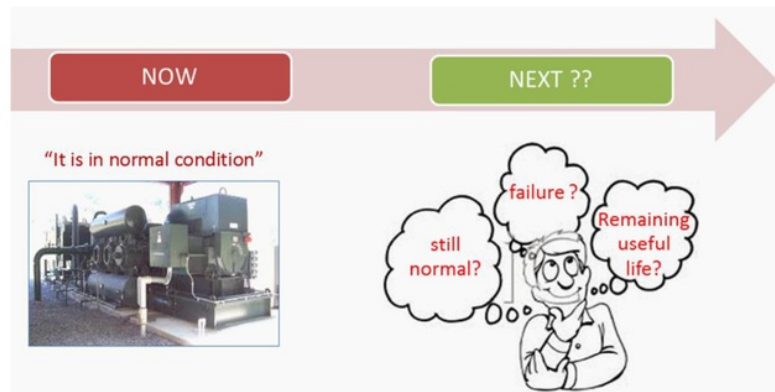 NOW
NEXT ??
“It is in normal condition”
failure ?
still
normal?
Remaining
useful
life?